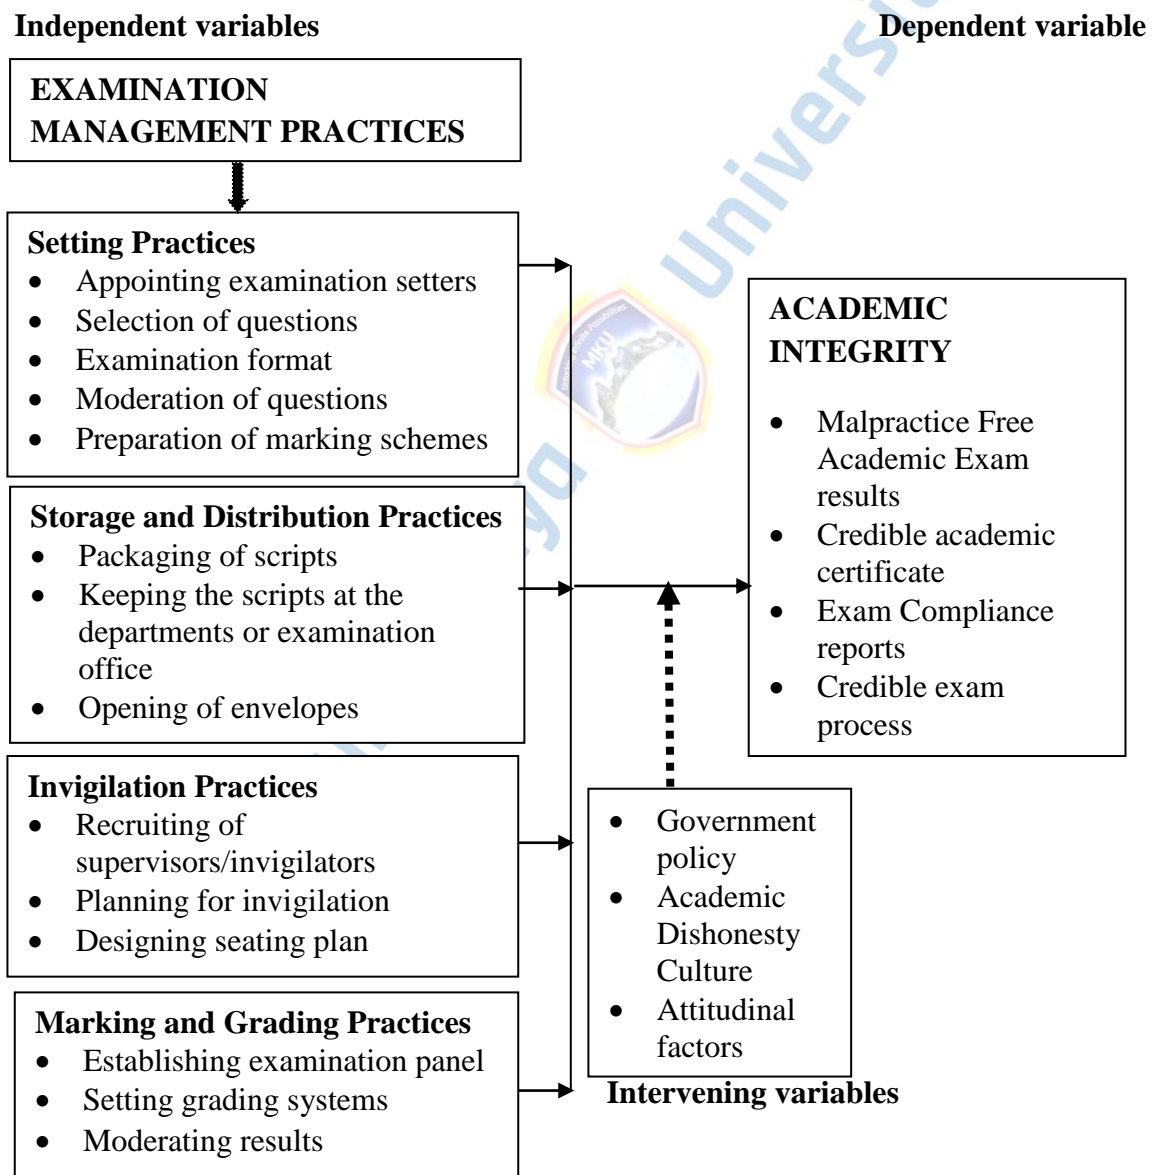 Independent variables
Dependent variable
EXAMINATION
MANAGEMENT PRACTICES
Setting Practices
• Appointing examination setters
• Selection of questions
• Examination format
• Moderation of questions
• Preparation of marking schemes
Storage and Distribution Practices
• Packaging of scripts
• Keeping the scripts at the
departments or examination
office
• Opening of envelopes
Invigilation Practices
• Recruiting of
supervisors/invigilators
• Planning for invigilation
• Designing seating plan
Marking and Grading Practices
• Establishing examination panel
• Setting grading systems
• Moderating results
ACADEMIC
INTEGRITY
• Malpractice Free
Academic Exam
results
• Credible academic
certificate
• Exam Compliance
reports
• Credible exam
process
• Government
policy
• Academic
Dishonesty
Culture
• Attitudinal
factors
Intervening variables
MKU